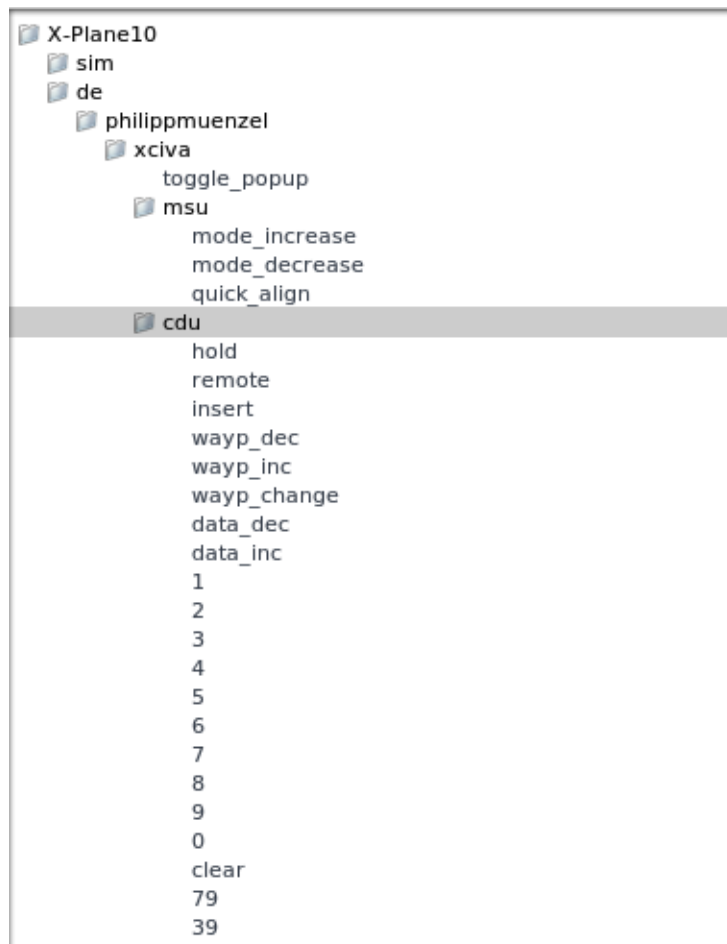 X-Plane10
sim
de
philippmuenzel
xciva
toggle_popup
msu
mode_increase
mode_decrease
quick_align
cdu
hold
remote
insert
wayp_dec
wayp_inc
wayp_change
data_dec
data_inc
1
2
3
4
5
6
7
8
9
0
clear
79
39